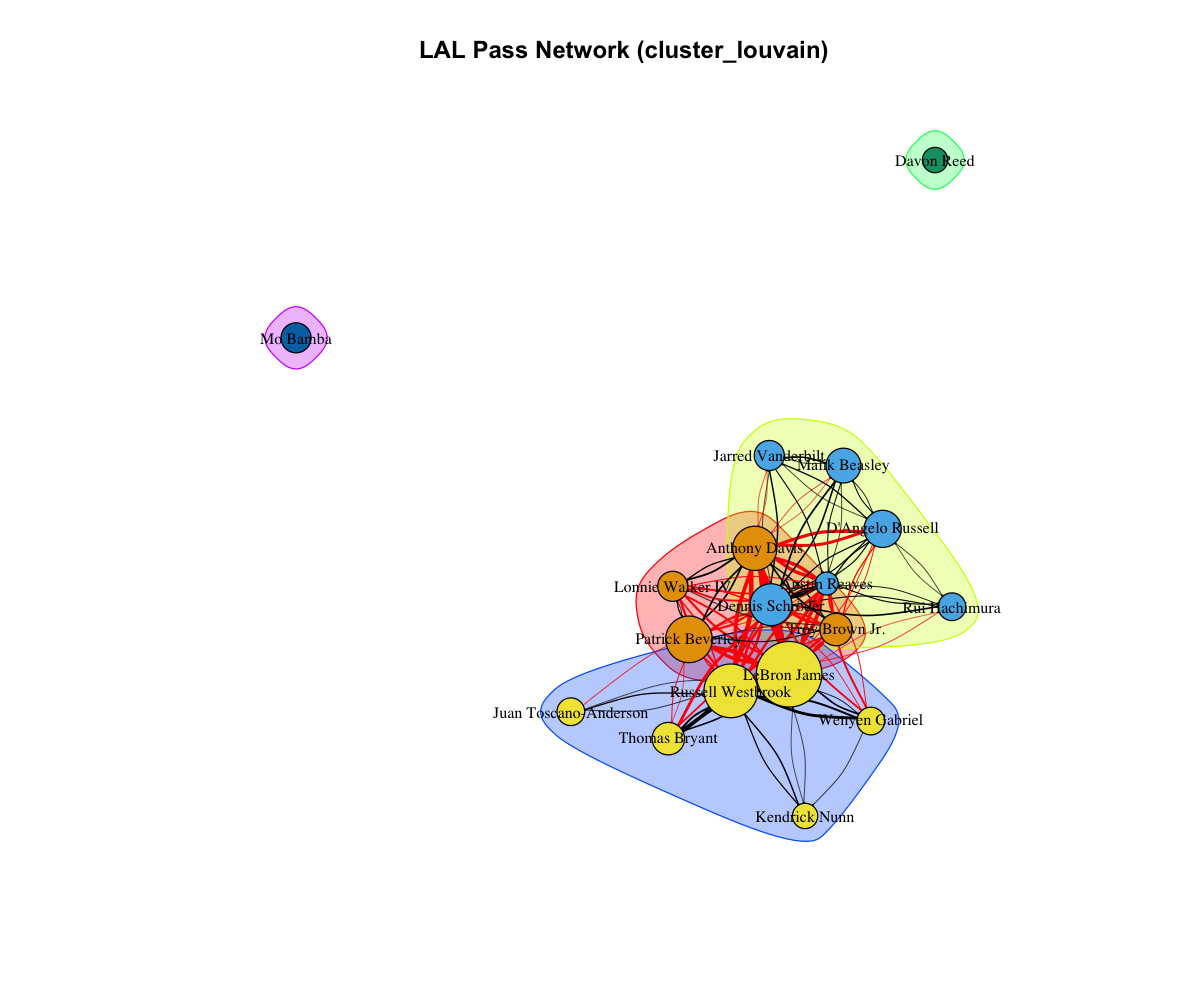 LAL Pass Network (cluster_louvain)
Davon Reed
Mo Bamba
Jarred Vanderbilt
Malik Beasley
D'Angelo Russell
Anthony Davis
Lonnie Walker IV
Austin Reaves
Dennis Schroder
Rui Hachimura
Troy Brown Jr.
Patrick Beverley
LeBron James
Russell Westbrook
Juan Toscano-Anderson
Wenyen Gabriel
Thomas Bryant
Kendrick Nunn